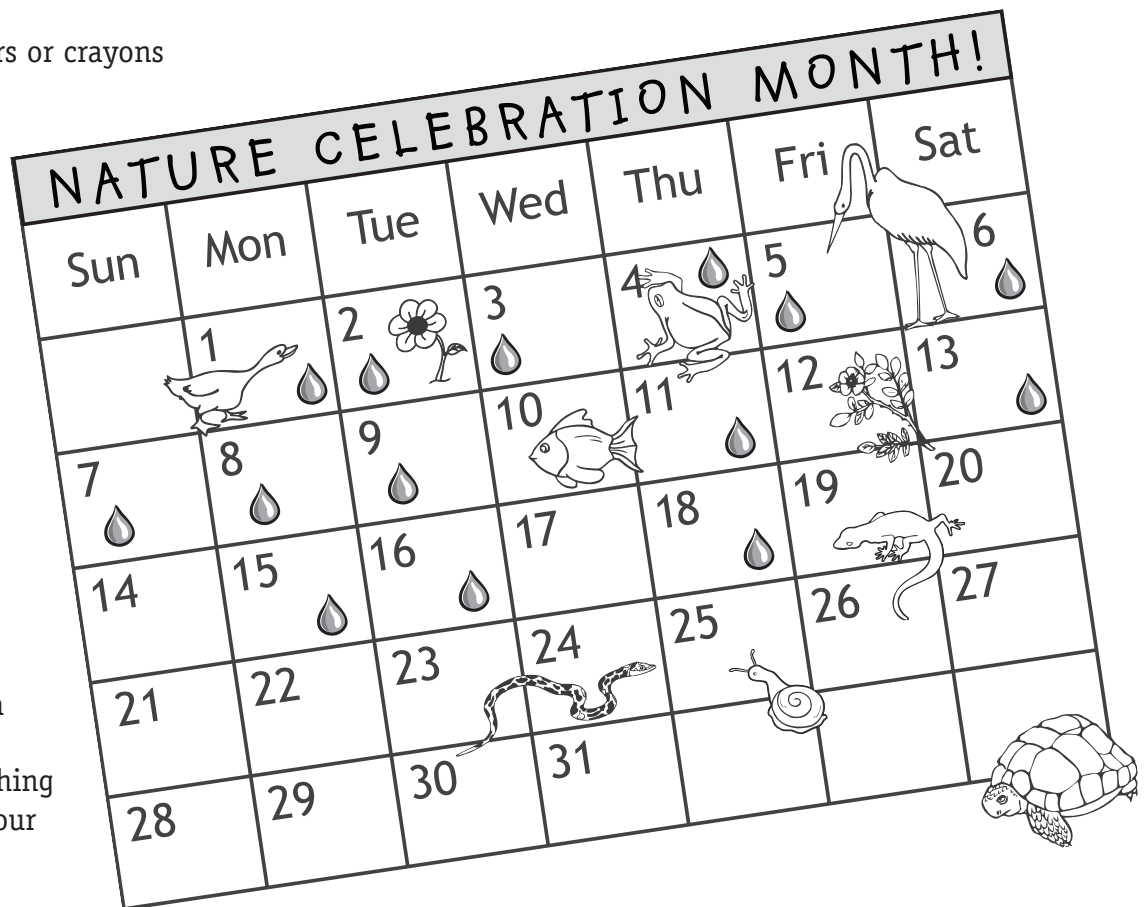 rs or crayons
NATURE CELEBRATION MONTH!
Sun Mon Tue Wed Thu Fri Sat
1 2 3 4 5 6
7 8 9 10 11 12 13
14 15 16 17 18 19 20
21 22 23 24 25 26 27
28 29 30 31
hing
our